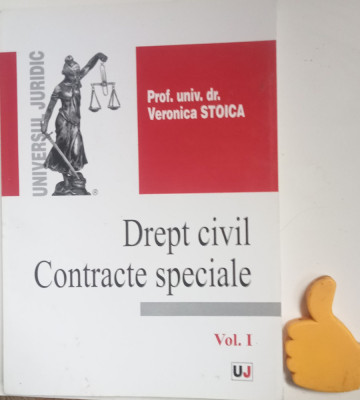 UNIVERSUL JURIDIC
Prof. univ. dr.
Veronica STOICA
®
Drept civil
Contracte speciale
Vol. I
UJ